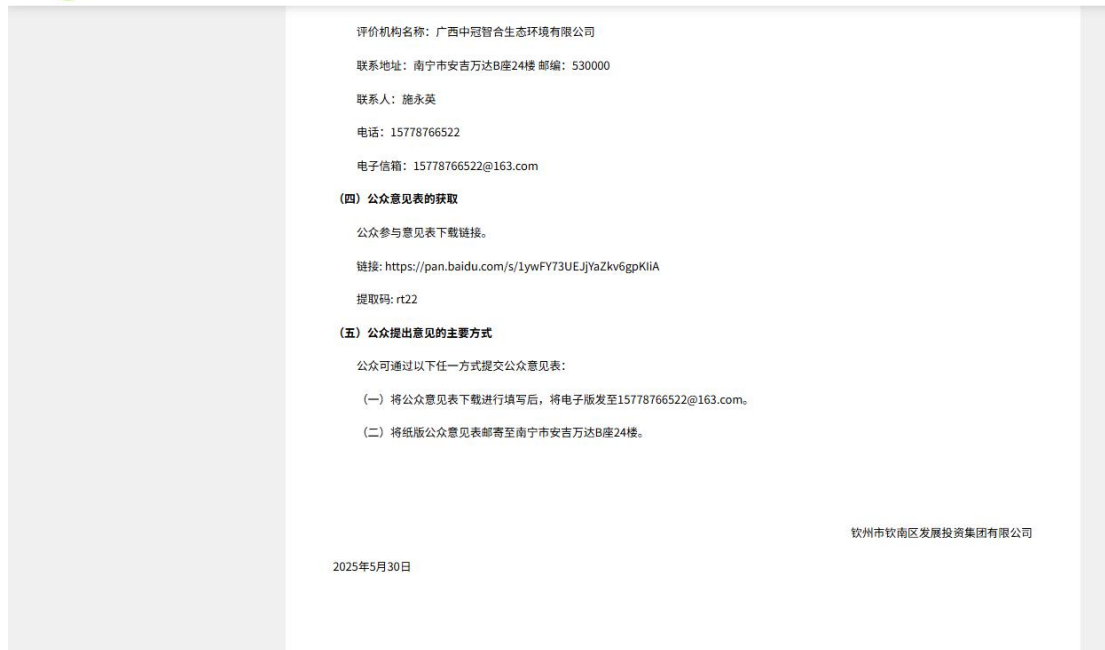 评价机构名称：广西中冠智合生态环境有限公司
联系地址：南宁市安吉万达B座24楼 邮编：530000
联系人：施永英
电话：15778766522
电子信箱：15778766522@163.com
（四）公众意见表的获取
公众参与意见表下载链接。
链接: https://pan.baidu.com/s/1ywFY73UEJjYaZkv6gpKIiA
提取码: rt22
（五）公众提出意见的主要方式
公众可通过以下任一方式提交公众意见表：
（一）将公众意见表下载进行填写后，将电子版发至15778766522@163.com。
（二）将纸版公众意见表邮寄至南宁市安吉万达B座24楼。
钦州市钦南区发展投资集团有限公司
2025年5月30日